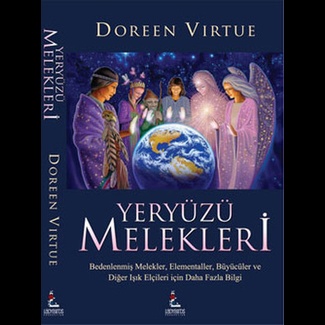 DOREEN VIRTUE
YERYÜZÜ
MELEKLERİ
Bedenlenmiş Melekler, Elementaller, Büyücüler ve
Diğer Işık Elçileri için Daha Fazla Bilgi
YERYÜZÜ
MELEKLERİ
DOREEN VIRTUE